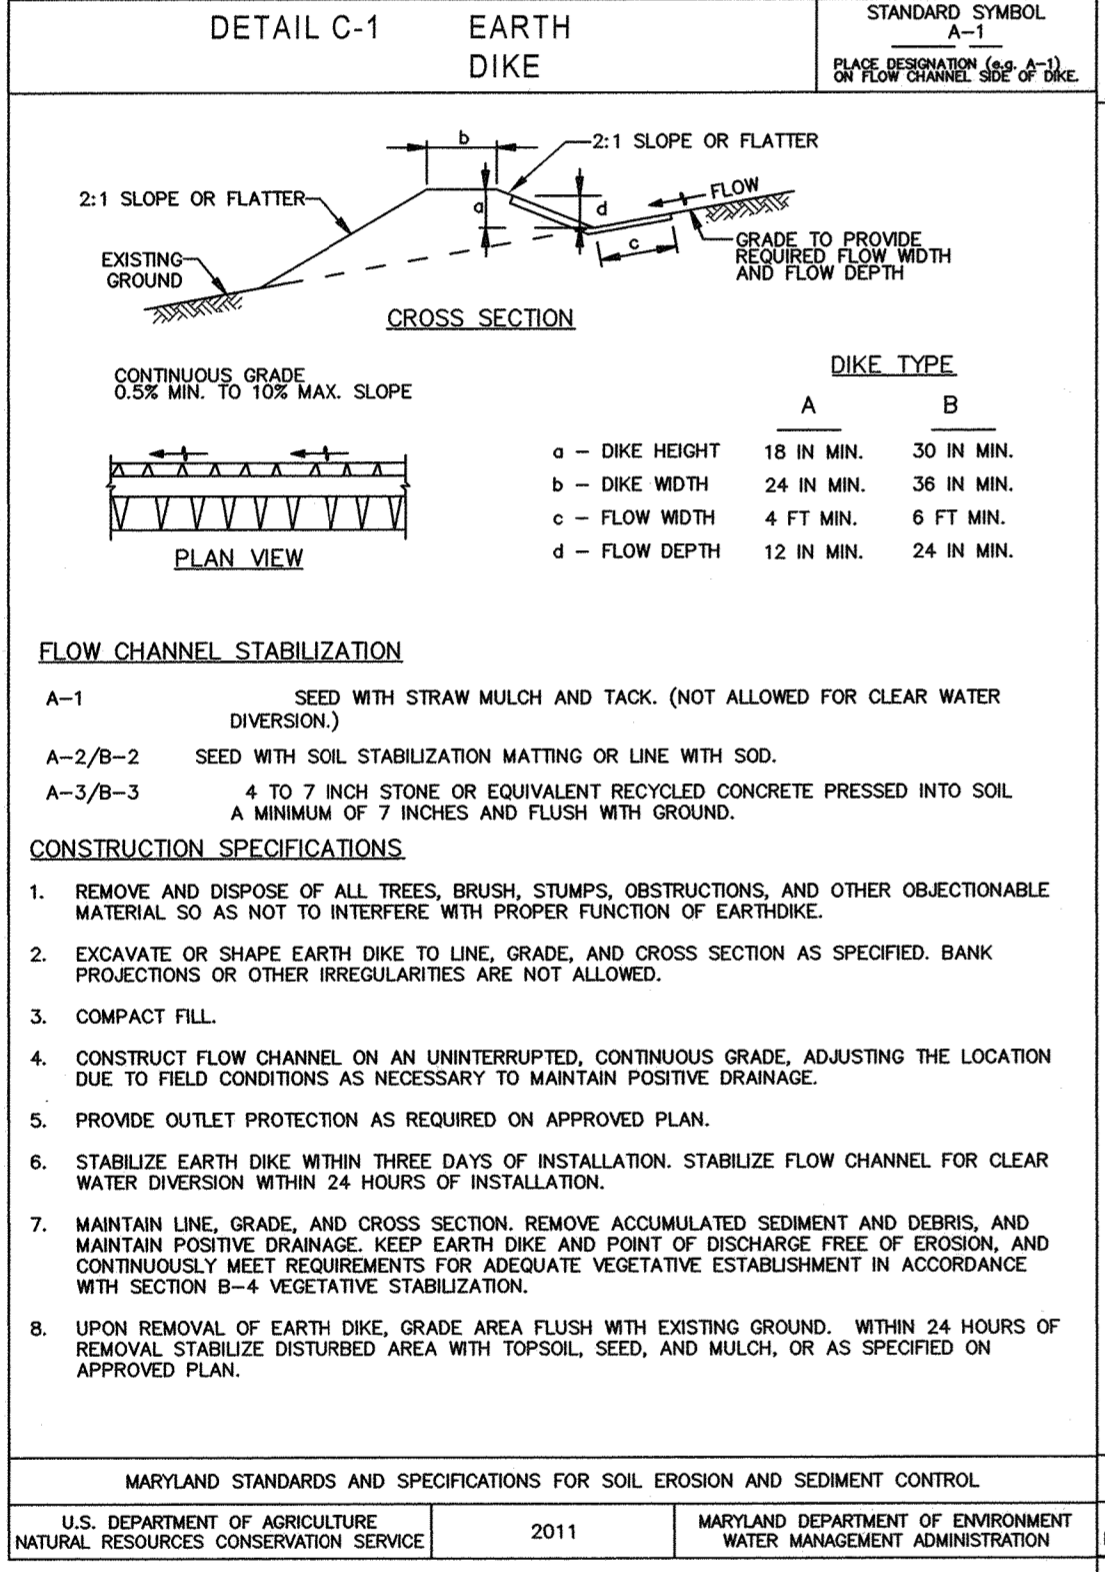 DETAIL C-1 EARTH
DIKE
STANDARD SYMBOL
A-1
PLACE DESIGNATION (e.g. A-1)
ON FLOW CHANNEL SIDE OF DIKE.
b
2:1 SLOPE OR FLATTER
2:1 SLOPE OR FLATTER
a
d
FLOW
c
GRADE TO PROVIDE
REQUIRED FLOW WIDTH
AND FLOW DEPTH
EXISTING
GROUND
CROSS SECTION
CONTINUOUS GRADE
0.5% MIN. TO 10% MAX. SLOPE
PLAN VIEW
DIKE TYPE
A B
a - DIKE HEIGHT 18 IN MIN. 30 IN MIN.
b - DIKE WIDTH 24 IN MIN. 36 IN MIN.
c - FLOW WIDTH 4 FT MIN. 6 FT MIN.
d - FLOW DEPTH 12 IN MIN. 24 IN MIN.
FLOW CHANNEL STABILIZATION
A-1 SEED WITH STRAW MULCH AND TACK. (NOT ALLOWED FOR CLEAR WATER
DIVERSION.)
A-2/B-2 SEED WITH SOIL STABILIZATION MATTING OR LINE WITH SOD.
A-3/B-3 4 TO 7 INCH STONE OR EQUIVALENT RECYCLED CONCRETE PRESSED INTO SOIL
A MINIMUM OF 7 INCHES AND FLUSH WITH GROUND.
CONSTRUCTION SPECIFICATIONS
1. REMOVE AND DISPOSE OF ALL TREES, BRUSH, STUMPS, OBSTRUCTIONS, AND OTHER OBJECTIONABLE
MATERIAL SO AS NOT TO INTERFERE WITH PROPER FUNCTION OF EARTHDIKE.
2. EXCAVATE OR SHAPE EARTH DIKE TO LINE, GRADE, AND CROSS SECTION AS SPECIFIED. BANK
PROJECTIONS OR OTHER IRREGULARITIES ARE NOT ALLOWED.
3. COMPACT FILL.
4. CONSTRUCT FLOW CHANNEL ON AN UNINTERRUPTED, CONTINUOUS GRADE, ADJUSTING THE LOCATION
DUE TO FIELD CONDITIONS AS NECESSARY TO MAINTAIN POSITIVE DRAINAGE.
5. PROVIDE OUTLET PROTECTION AS REQUIRED ON APPROVED PLAN.
6. STABILIZE EARTH DIKE WITHIN THREE DAYS OF INSTALLATION. STABILIZE FLOW CHANNEL FOR CLEAR
WATER DIVERSION WITHIN 24 HOURS OF INSTALLATION.
7. MAINTAIN LINE, GRADE, AND CROSS SECTION. REMOVE ACCUMULATED SEDIMENT AND DEBRIS, AND
MAINTAIN POSITIVE DRAINAGE. KEEP EARTH DIKE AND POINT OF DISCHARGE FREE OF EROSION, AND
CONTINUOUSLY MEET REQUIREMENTS FOR ADEQUATE VEGETATIVE ESTABLISHMENT IN ACCORDANCE
WITH SECTION B-4 VEGETATIVE STABILIZATION.
8. UPON REMOVAL OF EARTH DIKE, GRADE AREA FLUSH WITH EXISTING GROUND. WITHIN 24 HOURS OF
REMOVAL STABILIZE DISTURBED AREA WITH TOPSOIL, SEED, AND MULCH, OR AS SPECIFIED ON
APPROVED PLAN.
MARYLAND STANDARDS AND SPECIFICATIONS FOR SOIL EROSION AND SEDIMENT CONTROL
U.S. DEPARTMENT OF AGRICULTURE
NATURAL RESOURCES CONSERVATION SERVICE
2011
MARYLAND DEPARTMENT OF ENVIRONMENT
WATER MANAGEMENT ADMINISTRATION